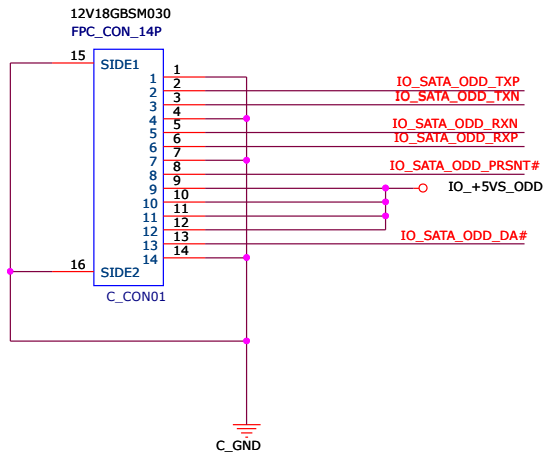 12V18GBSM030
FPC_CON_14P
15
SIDE1
1 1
2 2 IO_SATA_ODD_TXP
3 3 IO_SATA_ODD_TXN
4 4
5 5 IO_SATA_ODD_RXN
6 6 IO_SATA_ODD_RXP
7 7
8 8 IO_SATA_ODD_PRSNT#
9 9 IO_+5VS_ODD
10 10
11 11
12 12
13 13 IO_SATA_ODD_DA#
14 14
16
SIDE2
C_CON01
C_GND